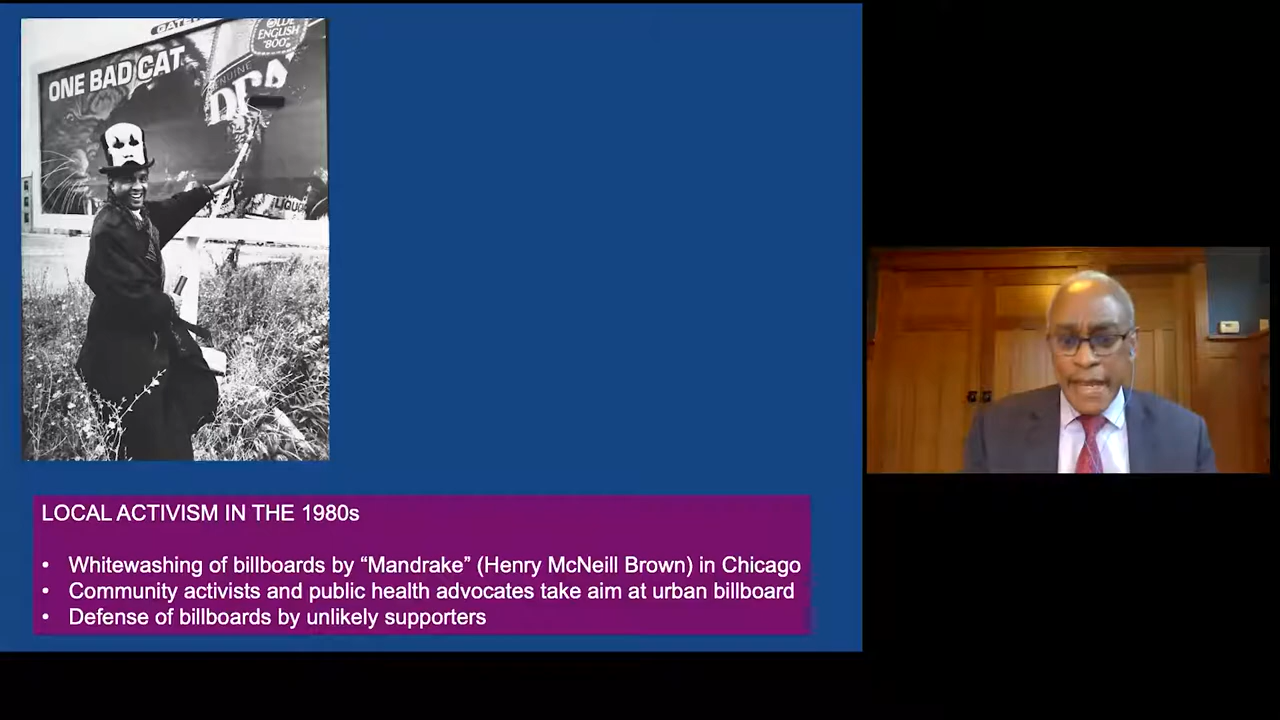 OLDE
ENGLISH
"800"
ONE BAD CAT
GENUINE
LOCAL ACTIVISM IN THE 1980s
• Whitewashing of billboards by “Mandrake” (Henry McNeill Brown) in Chicago
• Community activists and public health advocates take aim at urban billboard
• Defense of billboards by unlikely supporters